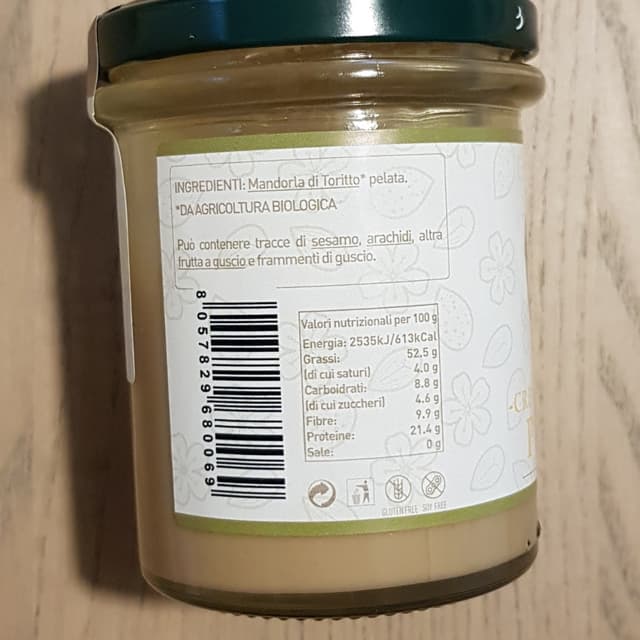 INGREDIENTI: Mandorla di Toritto* pelata.
*DA AGRICOLTURA BIOLOGICA
Può contenere tracce di sesamo, arachidi, altra
frutta a guscio e frammenti di guscio.
8 057829 680069
Valori nutrizionali per 100 g
Energia: 2535kJ/613kCal
Grassi: 52.5 g
(di cui saturi) 4.0 g
Carboidrati: 8.8 g
(di cui zuccheri) 4.6 g
Fibre: 9.9 g
Proteine: 21.4 g
Sale: 0 g
GLUTEN FREE SOY FREE